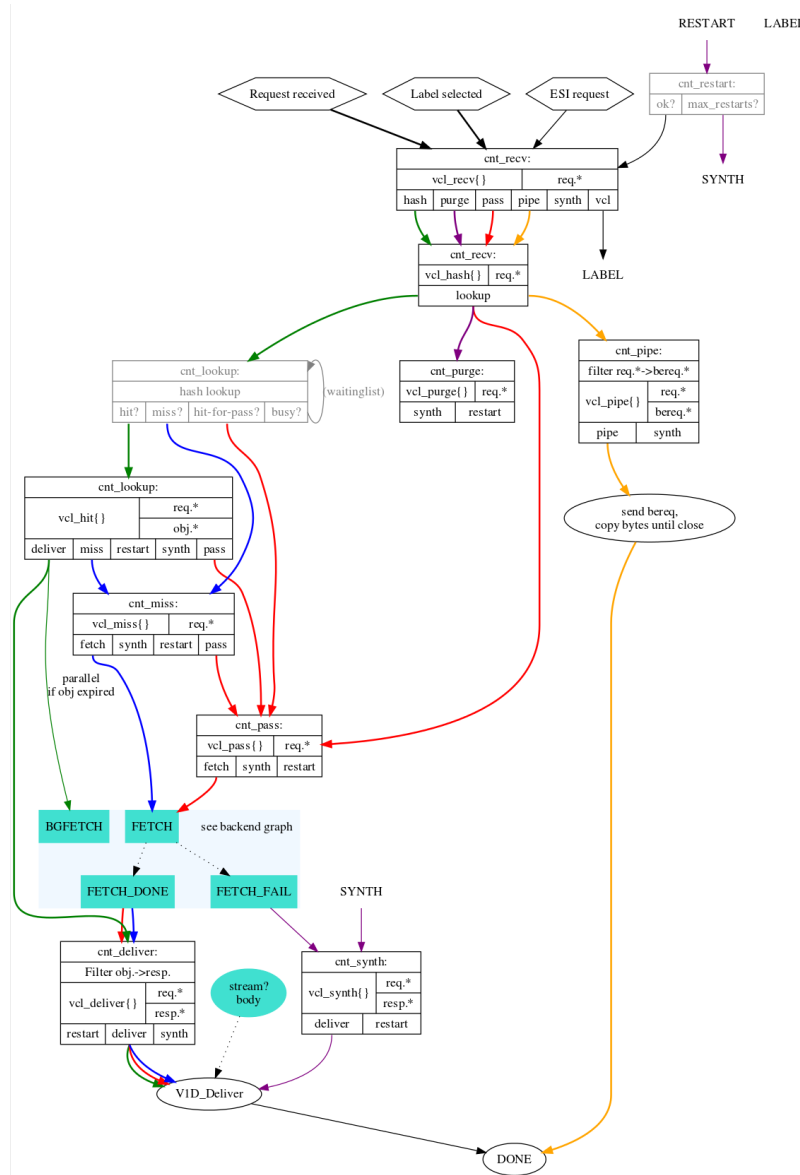 RESTART LABEL
cnt_restart:
ok? max_restarts?
Request received Label selected ESI request
SYNTH
cnt_recv:
vcl_recv{} req.*
hash purge pass pipe synth vcl
cnt_recv:
vcl_hash{} req.*
lookup
LABEL
cnt_lookup:
hash lookup
hit? miss? hit-for-pass? busy?
(waitinglist)
cnt_purge:
vcl_purge{} req.*
synth restart
cnt_pipe:
filter req.*->bereq.*
vcl_pipe{} req.*
bereq.*
pipe synth
cnt_lookup:
vcl_hit{} req.*
obj.*
deliver miss restart synth pass
send bereq,
copy bytes until close
cnt_miss:
vcl_miss{} req.*
fetch synth restart pass
parallel
if obj expired
cnt_pass:
vcl_pass{} req.*
fetch synth restart
BGFETCH FETCH see backend graph
FETCH_DONE FETCH_FAIL SYNTH
cnt_deliver:
Filter obj.->resp.
vcl_deliver{} req.*
resp.*
restart deliver synth
stream?
body
cnt_synth:
vcl_synth{} req.*
resp.*
deliver restart
V1D_Deliver
DONE